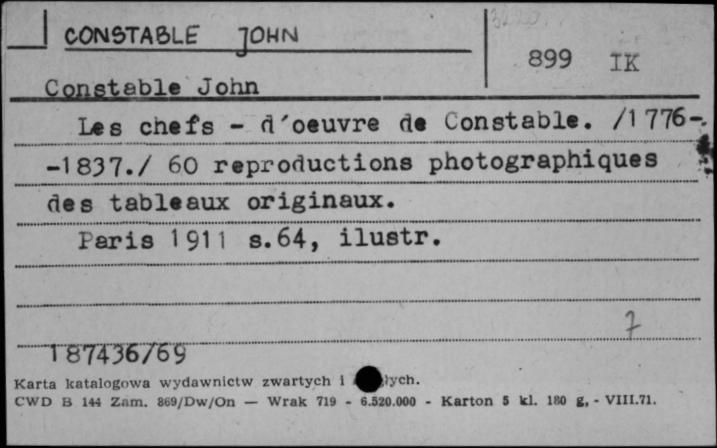 CONSTABLE JOHN
899 IK
Constable John
Les chefs - d'oeuvre de Constable. /1776-
-1837./ 60 reproductions photographiques
des tableaux originaux.
Paris 1911 s.64, ilustr.
7
187436/69
Karta katalogowa wydawnictw zwartych i
CWD B 144 Zam. 869/Dw/On — Wrak 719 - 6.520.000 - Karton 5 kl. 180 g, - VIII.71.